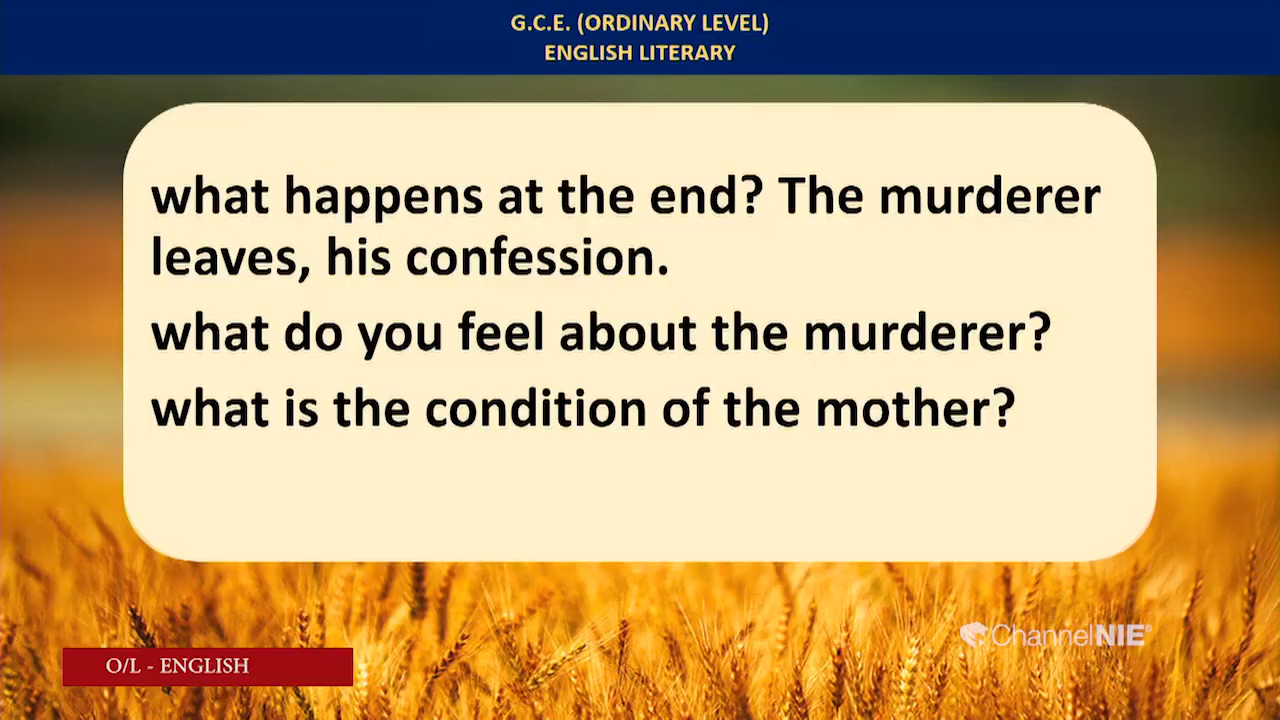 G.C.E. (ORDINARY LEVEL)
ENGLISH LITERARY
what happens at the end? The murderer
leaves, his confession.
what do you feel about the murderer?
what is the condition of the mother?
ChannelNIE®
O/L - ENGLISH